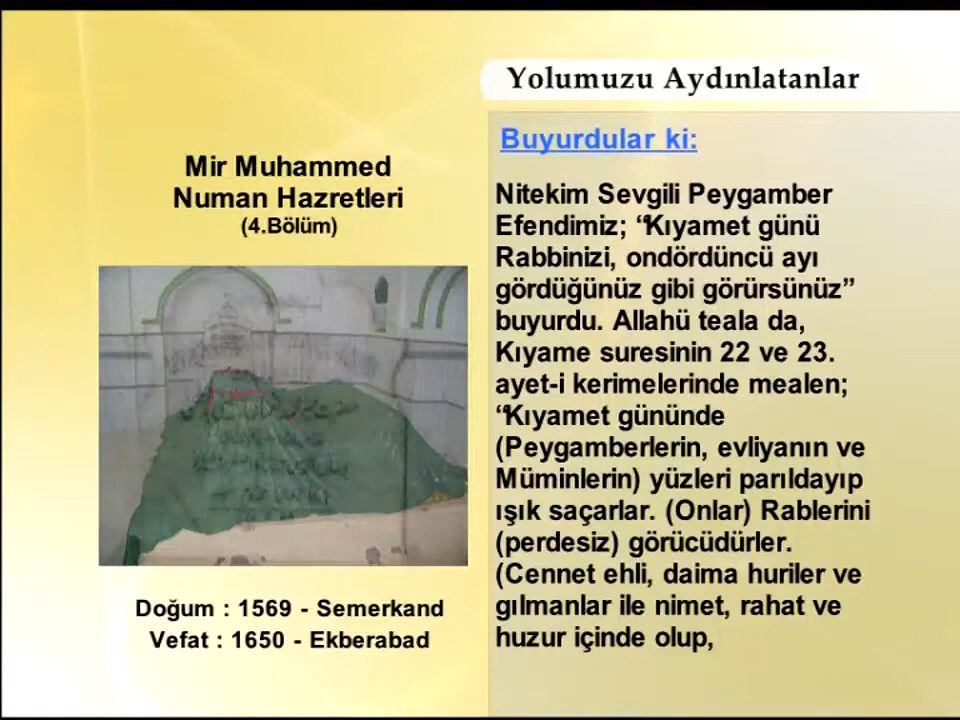 Yolumuzu Aydınlatanlar
Mir Muhammed
Numan Hazretleri
(4.Bölüm)
Doğum : 1569 - Semerkand
Vefat : 1650 - Ekberabad
Buyurdular ki:
Nitekim Sevgili Peygamber
Efendimiz; “Kıyamet günü
Rabbinizi, ondördüncü ayı
gördüğünüz gibi görürsünüz”
buyurdu. Allahü teala da,
Kıyame suresinin 22 ve 23.
ayet-i kerimelerinde mealen;
“Kıyamet gününde
(Peygamberlerin, evliyanın ve
Müminlerin) yüzleri parıldayıp
ışık saçarlar. (Onlar) Rablerini
(perdesiz) görücüdürler.
(Cennet ehli, daima huriler ve
gılmanlar ile nimet, rahat ve
huzur içinde olup,